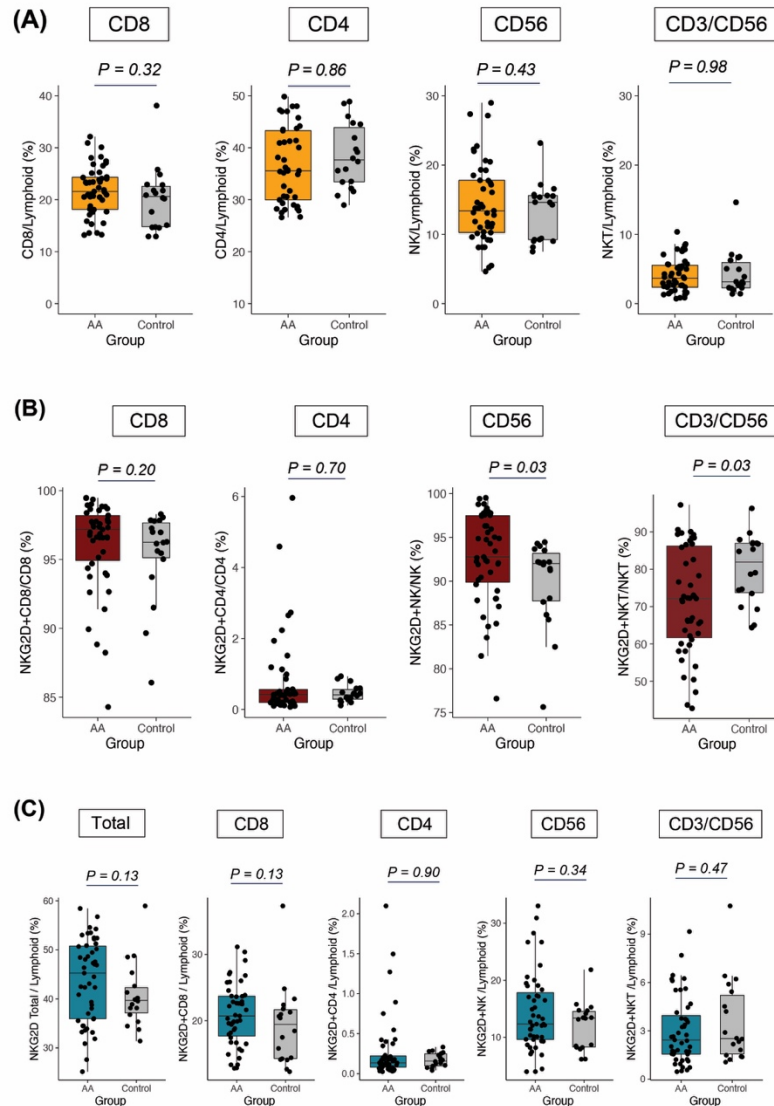 (A)
CD8
CD4
CD56
CD3/CD56
P = 0.32
P = 0.86
P = 0.43
P = 0.98
CD8/Lymphoid (%)
40
30
20
10
0
AA
Control
Group
CD4/Lymphoid (%)
50
40
30
20
10
AA
Control
Group
NK/Lymphoid (%)
30
20
10
0
AA
Control
Group
NKT/Lymphoid (%)
30
20
10
0
AA
Control
Group
(B)
CD8
CD4
CD56
CD3/CD56
P = 0.20
P = 0.70
P = 0.03
P = 0.03
NKG2D+CD8/CD8 (%)
100
95
90
85
AA
Control
Group
NKG2D+CD4/CD4 (%)
6
4
2
0
AA
Control
Group
NKG2D+NK/NK (%)
100
95
90
85
80
75
AA
Control
Group
NKG2D+NKT/NKT (%)
100
90
80
70
60
50
AA
Control
Group
(C)
Total
CD8
CD4
CD56
CD3/CD56
P = 0.13
P = 0.13
P = 0.90
P = 0.34
P = 0.47
NKG2D Total / Lymphoid (%)
60
50
40
30
AA
Control
Group
NKG2D+CD8 / Lymphoid (%)
30
20
AA
Control
Group
NKG2D+CD4 /Lymphoid (%)
2.0
1.5
1.0
0.5
0.0
AA
Control
Group
NKG2D+NK /Lymphoid (%)
30
20
10
AA
Control
Group
NKG2D+NKT /Lymphoid (%)
9
6
3
0
AA
Control
Group